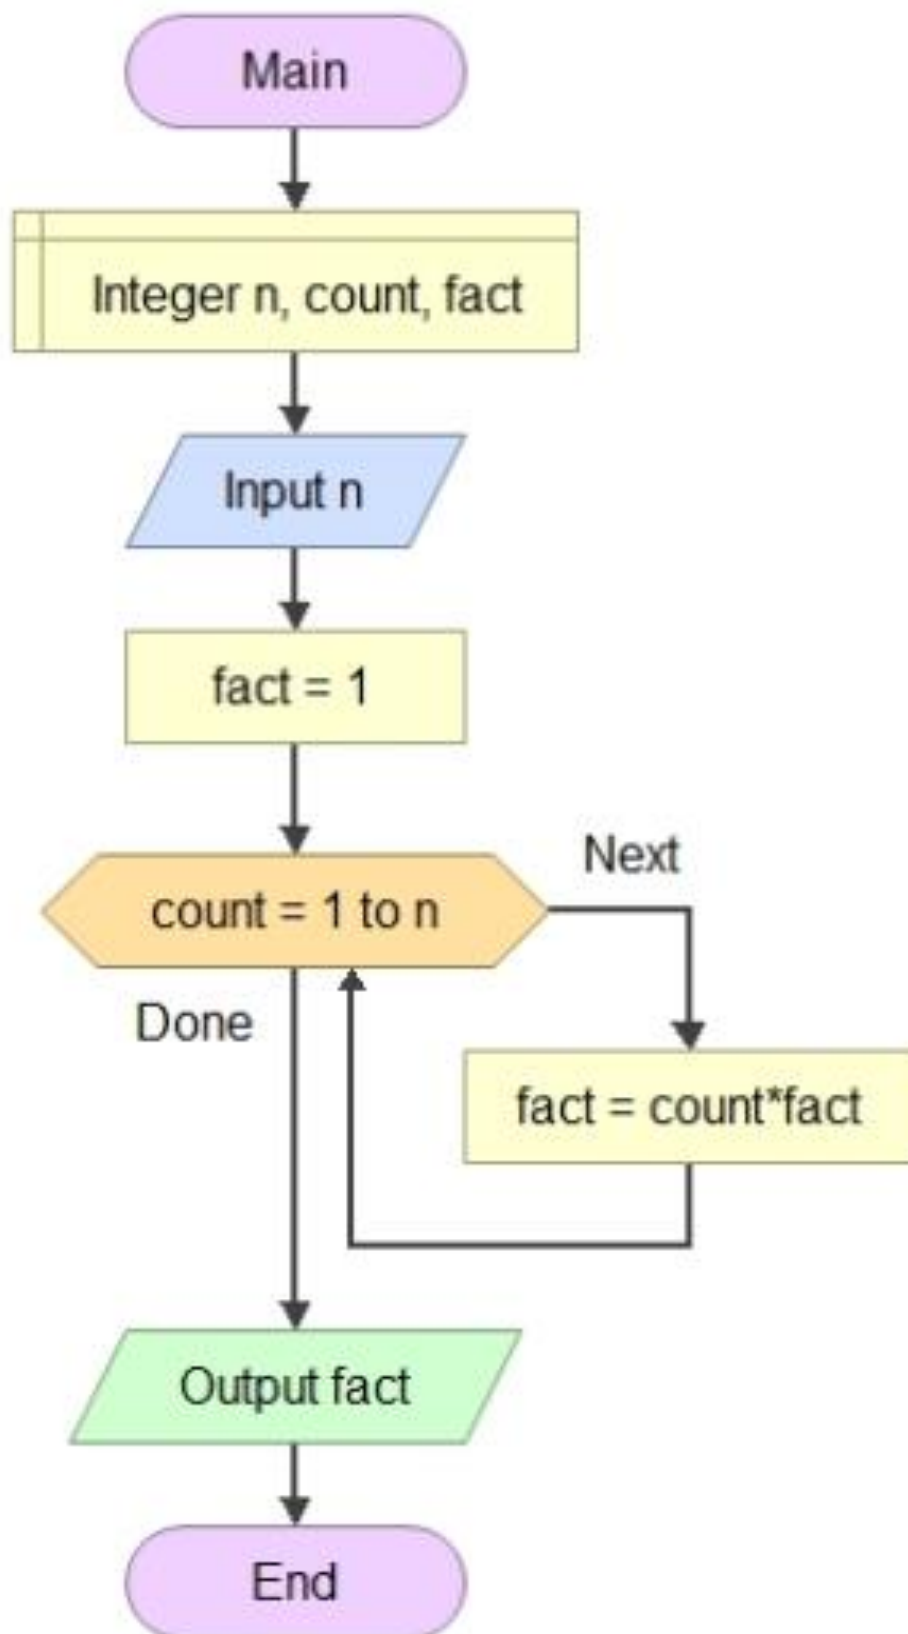 Main
Integer n, count, fact
Input n
fact = 1
count = 1 to n
Next
Done
fact = count*fact
Output fact
End